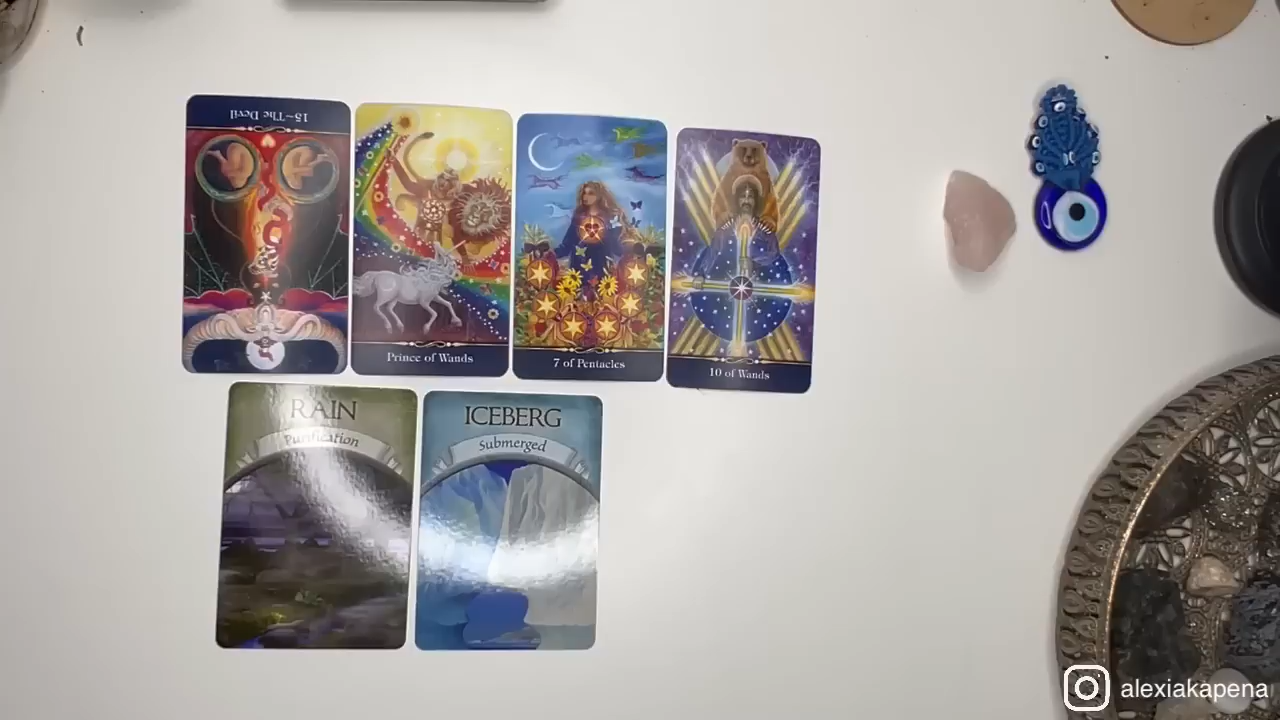 15~The Devil
Prince of Wands
7 of Pentacles
10 of Wands
RAIN
Purification
ICEBERG
Submerged
alexiakapena